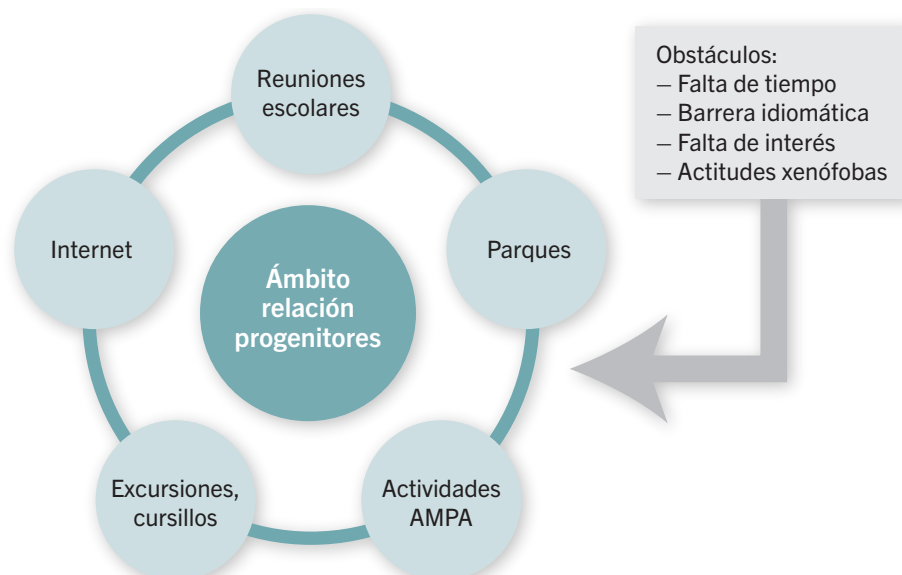 Reuniones
escolares
Internet
Parques
Ámbito
relación
progenitores
Excursiones,
cursillos
Actividades
AMPA
Obstáculos:
– Falta de tiempo
– Barrera idiomática
– Falta de interés
– Actitudes xenófobas